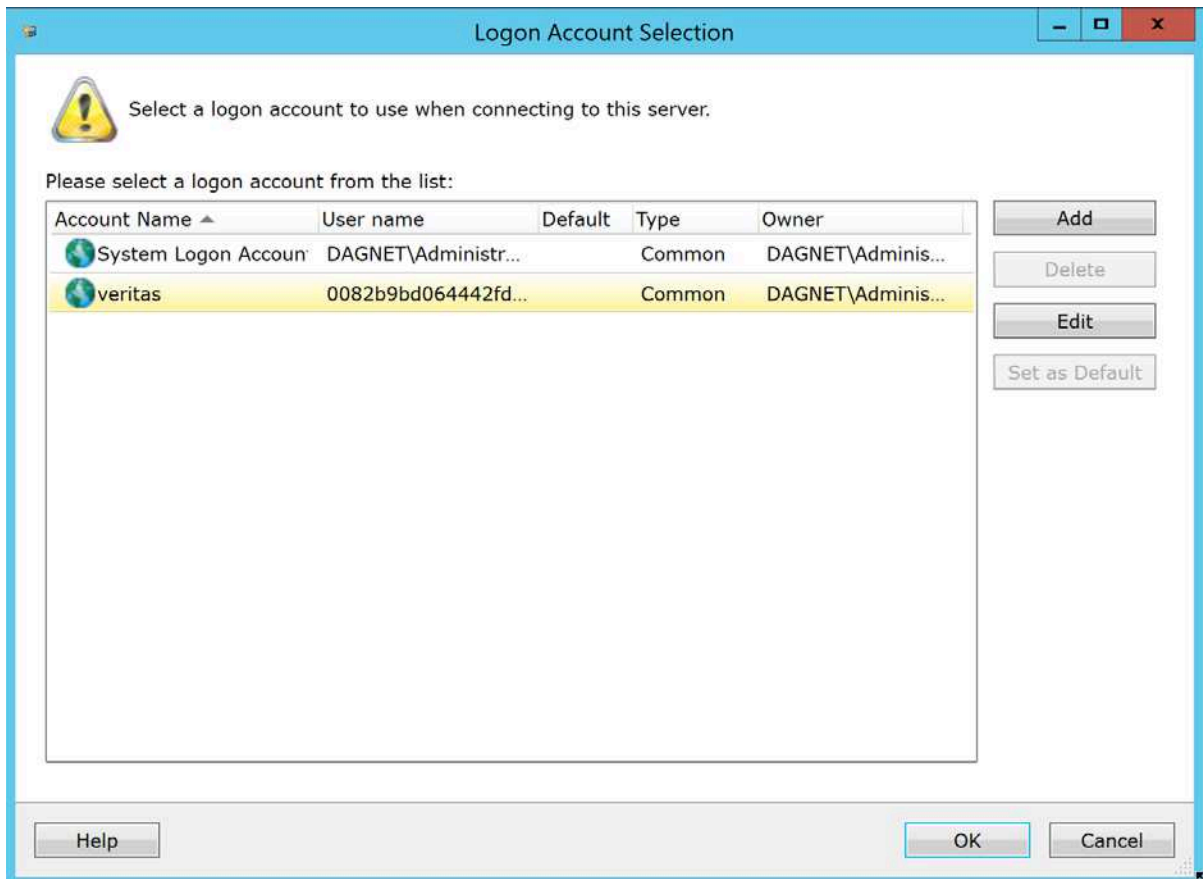 Logon Account Selection
Select a logon account to use when connecting to this server.
Please select a logon account from the list:
Account Name User name Default Type Owner
System Logon Accoun DAGNET\Administr... Common DAGNET\Adminis...
veritas 0082b9bd064442fd... Common DAGNET\Adminis...
Add
Delete
Edit
Set as Default
Help OK Cancel